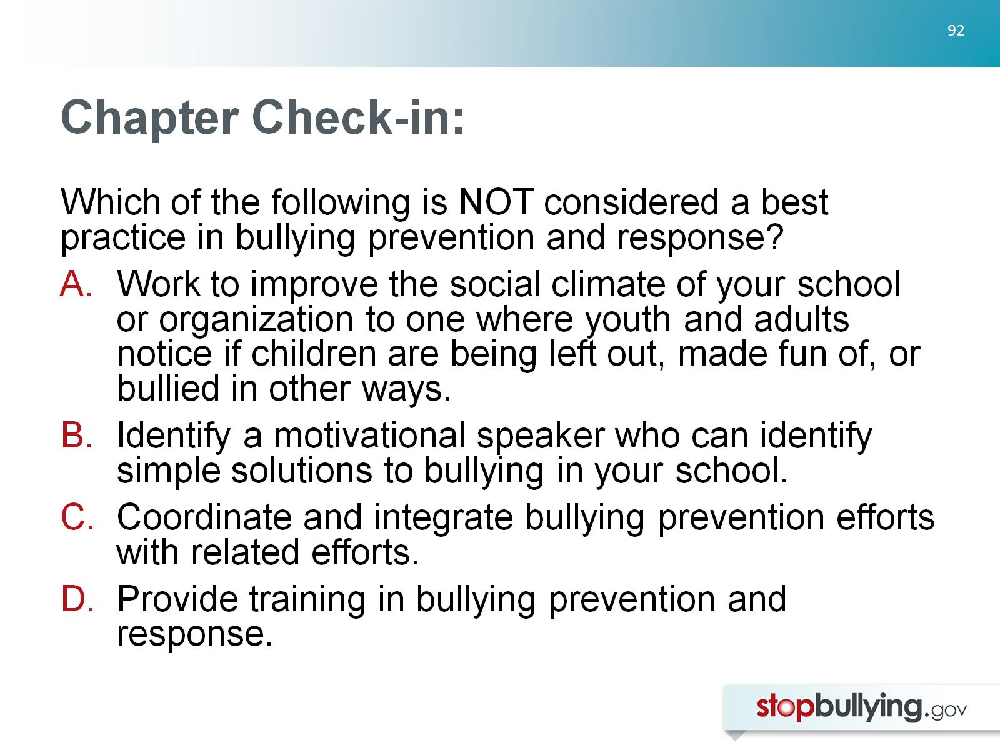 92
Chapter Check-in:
Which of the following is NOT considered a best
practice in bullying prevention and response?
A. Work to improve the social climate of your school
or organization to one where youth and adults
notice if children are being left out, made fun of, or
bullied in other ways.
B. Identify a motivational speaker who can identify
simple solutions to bullying in your school.
C. Coordinate and integrate bullying prevention efforts
with related efforts.
D. Provide training in bullying prevention and
response.
stopbullying.gov